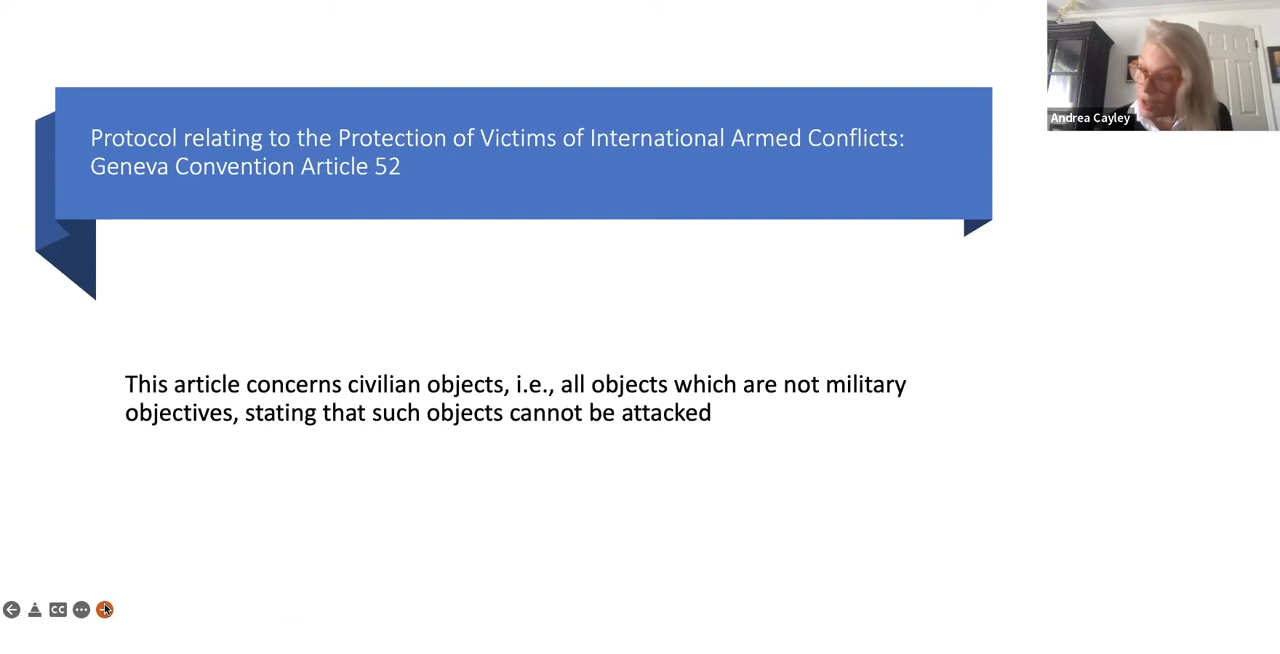 Protocol relating to the Protection of Victims of International Armed Conflicts:
Geneva Convention Article 52
Andrea Cayley
This article concerns civilian objects, i.e., all objects which are not military
objectives, stating that such objects cannot be attacked
CC